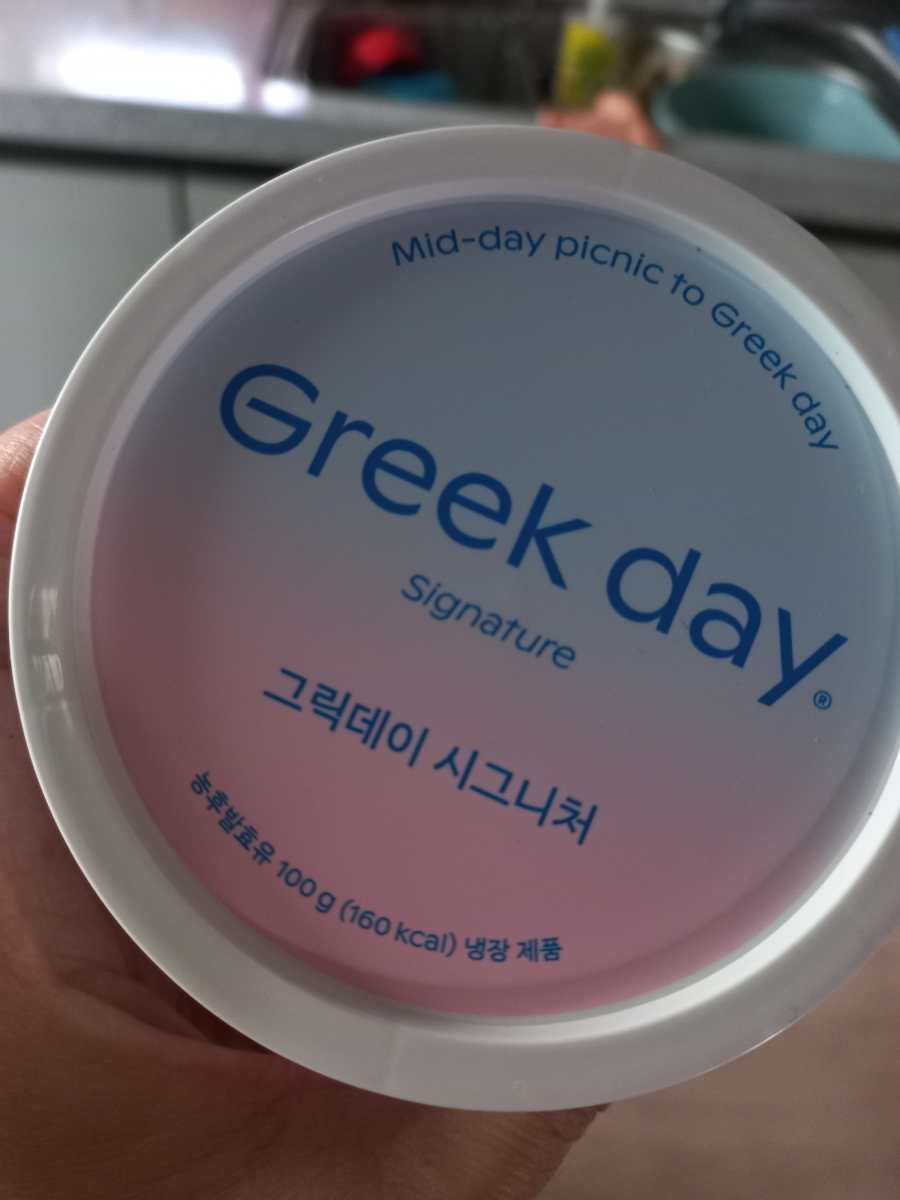 Mid-day picnic to Greek day
Greek day®
Signature
그릭데이 시그니처
농후발효유 100 g (160 kcal) 냉장 제품